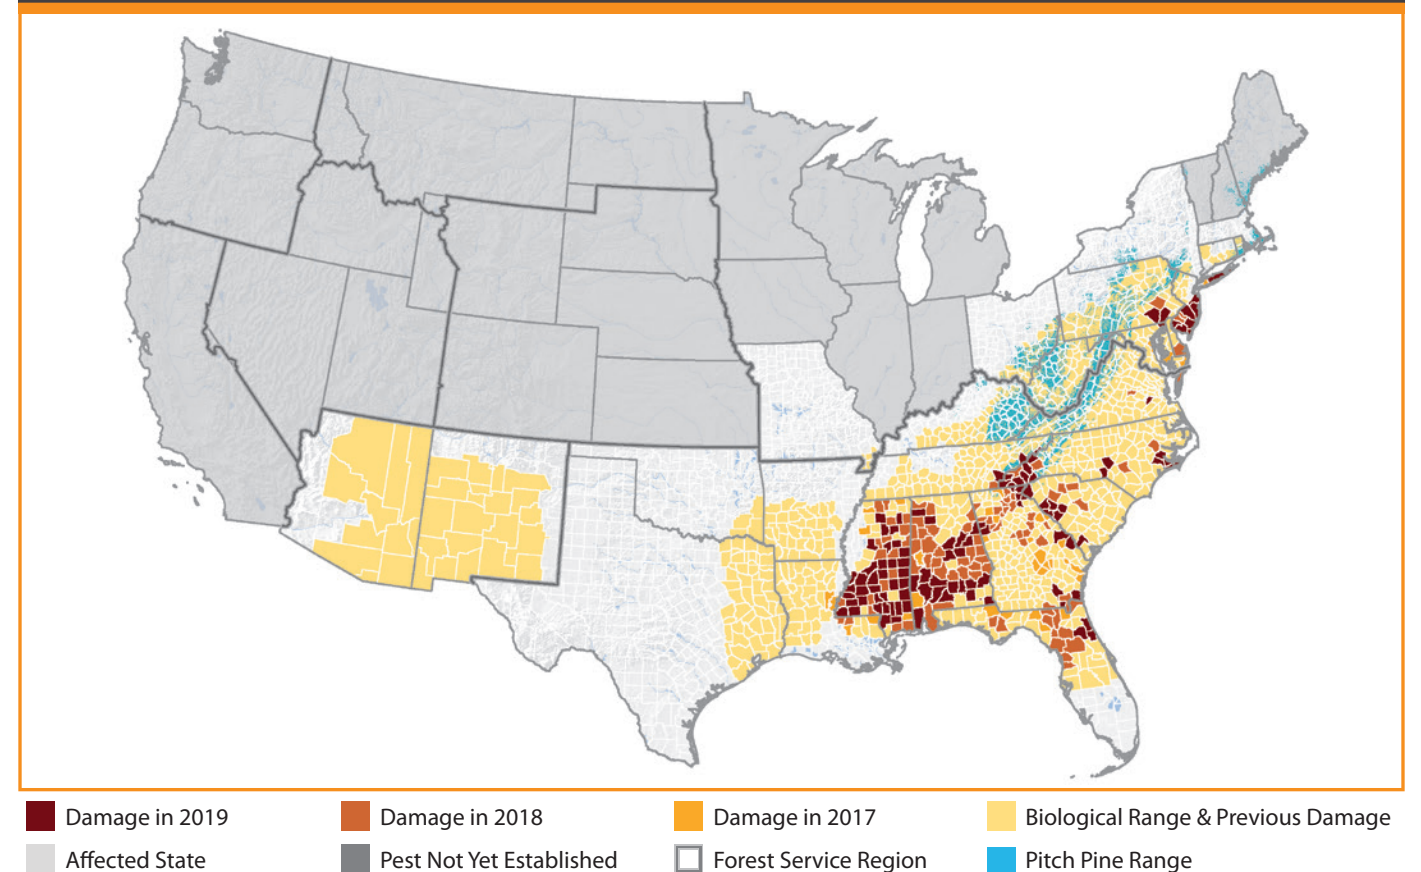 Damage in 2019
Damage in 2018
Damage in 2017
Biological Range & Previous Damage
Affected State
Pest Not Yet Established
Forest Service Region
Pitch Pine Range